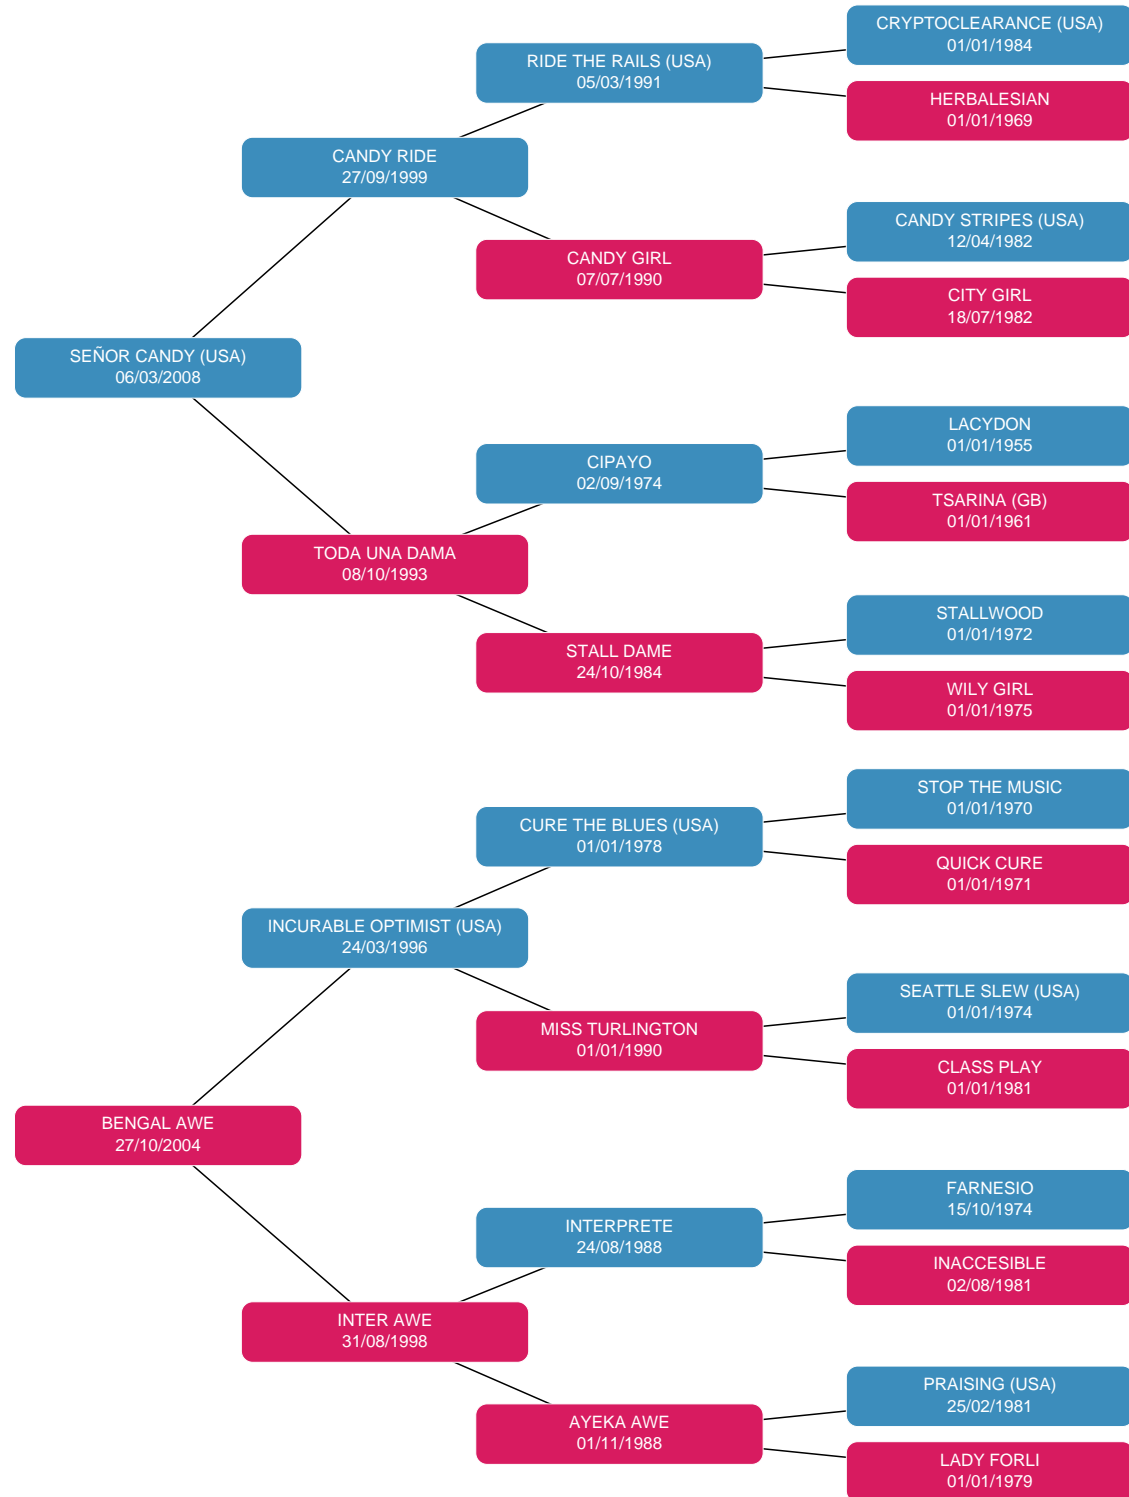 CRYPTOCLEARANCE (USA)
01/01/1984
RIDE THE RAILS (USA)
05/03/1991
HERBALESIAN
01/01/1969
CANDY RIDE
27/09/1999
CANDY STRIPES (USA)
12/04/1982
CANDY GIRL
07/07/1990
CITY GIRL
18/07/1982
SEÑOR CANDY (USA)
06/03/2008
LACYDON
01/01/1955
CIPAYO
02/09/1974
TSARINA (GB)
01/01/1961
TODA UNA DAMA
08/10/1993
STALLWOOD
01/01/1972
STALL DAME
24/10/1984
WILY GIRL
01/01/1975
STOP THE MUSIC
01/01/1970
CURE THE BLUES (USA)
01/01/1978
QUICK CURE
01/01/1971
INCURABLE OPTIMIST (USA)
24/03/1996
SEATTLE SLEW (USA)
01/01/1974
MISS TURLINGTON
01/01/1990
CLASS PLAY
01/01/1981
BENGAL AWE
27/10/2004
FARNESIO
15/10/1974
INTERPRETE
24/08/1988
INACCESIBLE
02/08/1981
INTER AWE
31/08/1998
PRAISING (USA)
25/02/1981
AYEKA AWE
01/11/1988
LADY FORLI
01/01/1979